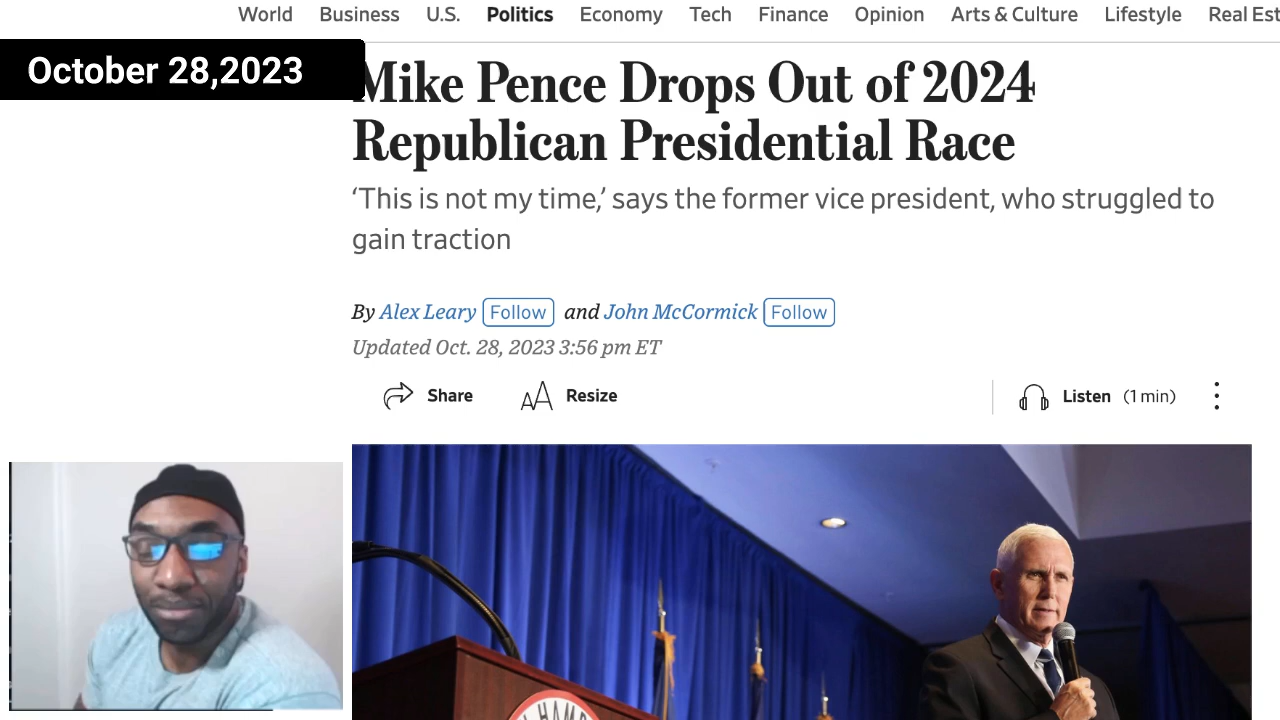 World Business U.S. Politics Economy Tech Finance Opinion Arts & Culture Lifestyle Real
October 28,2023
Mike Pence Drops Out of 2024
Republican Presidential Race
‘This is not my time,’ says the former vice president, who struggled to
gain traction
By Alex Leary Follow and John McCormick Follow
Updated Oct. 28, 2023 3:56 pm ET
Share Resize Listen (1 min)